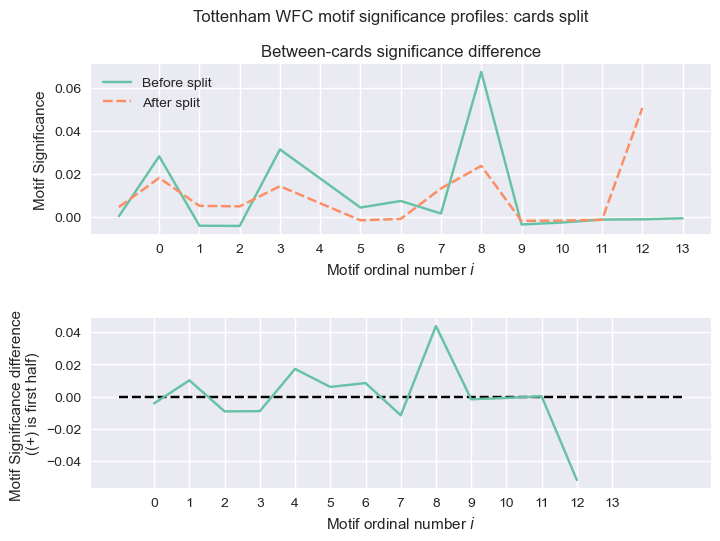 Tottenham WFC motif significance profiles: cards split
Between-cards significance difference
Before split
After split
Motif Significance
0.06
0.04
0.02
0.00
0 1 2 3 4 5 6 7 8 9 10 11 12 13
Motif ordinal number i
Motif Significance difference
((+) is first half)
0.04
0.02
0.00
−0.02
−0.04
0 1 2 3 4 5 6 7 8 9 10 11 12 13
Motif ordinal number i